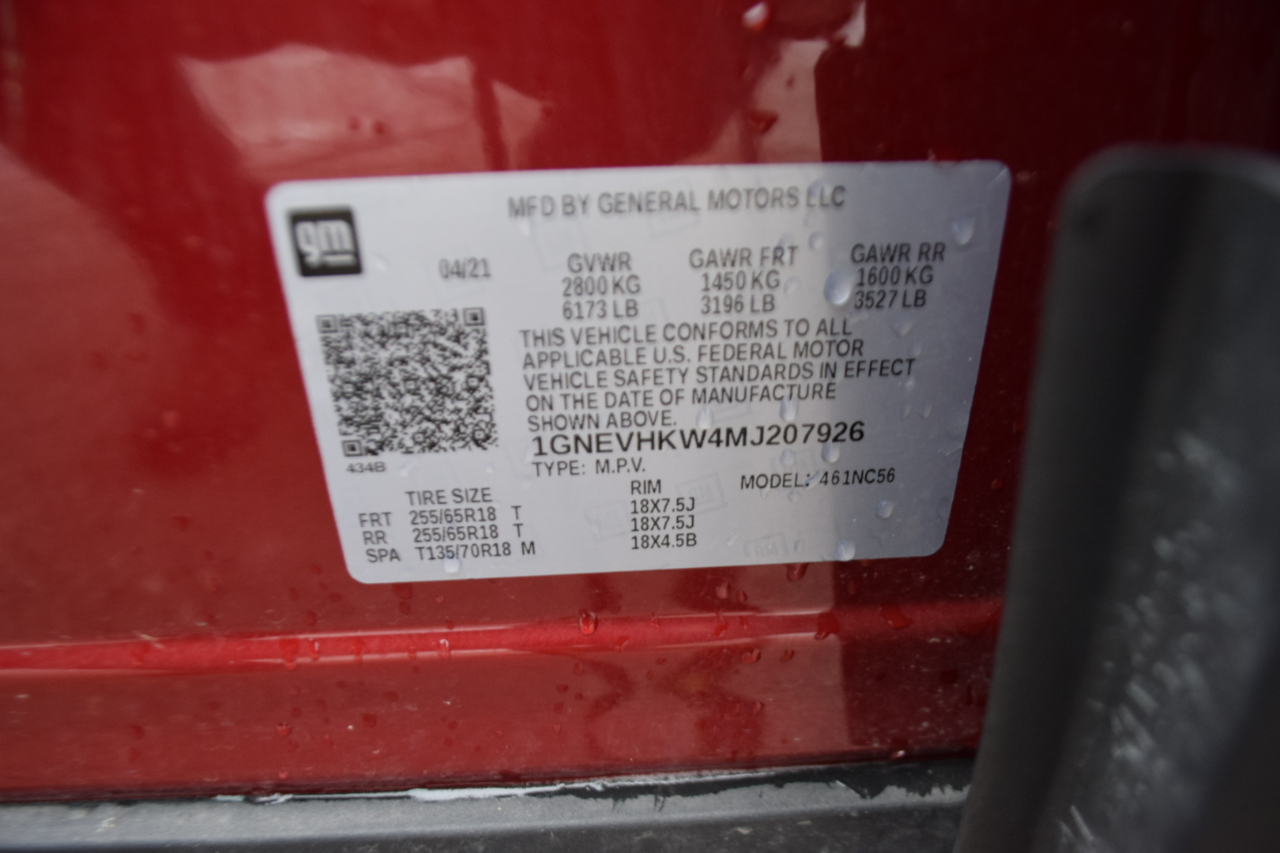 MFD BY GENERAL MOTORS LLC
gm
04/21
GVWR GAWR FRT GAWR RR
2800 KG 1450 KG 1600 KG
6173 LB 3196 LB 3527 LB
THIS VEHICLE CONFORMS TO ALL
APPLICABLE U.S. FEDERAL MOTOR
VEHICLE SAFETY STANDARDS IN EFFECT
ON THE DATE OF MANUFACTURE
SHOWN ABOVE.
1GNEVHKW4MJ207926
434B
TYPE: M.P.V. MODEL: 461NC56
TIRE SIZE RIM
FRT 255/65R18 T 18X7.5J
RR 255/65R18 T 18X7.5J
SPA T135/70R18 M 18X4.5B